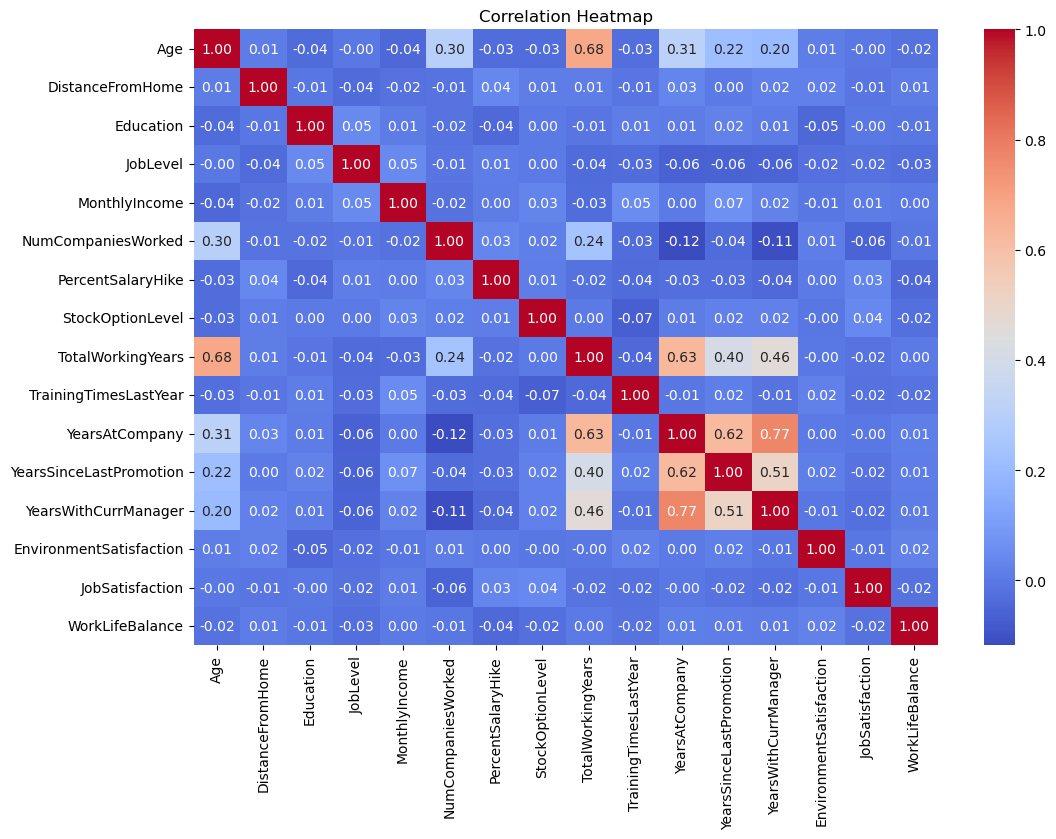 Correlation Heatmap
Age 1.00 0.01 -0.04 -0.00 -0.04 0.30 -0.03 -0.03 0.68 -0.03 0.31 0.22 0.20 0.01 -0.00 -0.02
DistanceFromHome 0.01 1.00 -0.01 -0.04 -0.02 -0.01 0.04 0.01 0.01 -0.01 0.03 0.00 0.02 0.02 -0.01 0.01
Education -0.04 -0.01 1.00 0.05 0.01 -0.02 -0.04 0.00 -0.01 0.01 0.01 0.02 0.01 -0.05 -0.00 -0.01
JobLevel -0.00 -0.04 0.05 1.00 0.05 -0.01 0.01 0.00 -0.04 -0.03 -0.06 -0.06 -0.06 -0.02 -0.02 -0.03
MonthlyIncome -0.04 -0.02 0.01 0.05 1.00 -0.02 0.00 0.03 -0.03 0.05 0.00 0.07 0.02 -0.01 0.01 0.00
NumCompaniesWorked 0.30 -0.01 -0.02 -0.01 -0.02 1.00 0.03 0.02 0.24 -0.03 -0.12 -0.04 -0.11 0.01 -0.06 -0.01
PercentSalaryHike -0.03 0.04 -0.04 0.01 0.00 0.03 1.00 0.01 -0.02 -0.04 -0.03 -0.03 -0.04 0.00 0.03 -0.04
StockOptionLevel -0.03 0.01 0.00 0.00 0.03 0.02 0.01 1.00 0.00 -0.07 0.01 0.02 0.02 -0.00 0.04 -0.02
TotalWorkingYears 0.68 0.01 -0.01 -0.04 -0.03 0.24 -0.02 0.00 1.00 -0.04 0.63 0.40 0.46 -0.00 -0.02 0.00
TrainingTimesLastYear -0.03 -0.01 0.01 -0.03 0.05 -0.03 -0.04 -0.07 -0.04 1.00 -0.01 0.02 -0.01 0.02 -0.02 -0.02
YearsAtCompany 0.31 0.03 0.01 -0.06 0.00 -0.12 -0.03 0.01 0.63 -0.01 1.00 0.62 0.77 0.00 -0.00 0.01
YearsSinceLastPromotion 0.22 0.00 0.02 -0.06 0.07 -0.04 -0.03 0.02 0.40 0.02 0.62 1.00 0.51 0.02 -0.02 0.01
YearsWithCurrManager 0.20 0.02 0.01 -0.06 0.02 -0.11 -0.04 0.02 0.46 -0.01 0.77 0.51 1.00 -0.01 -0.02 0.01
EnvironmentSatisfaction 0.01 0.02 -0.05 -0.02 -0.01 0.01 0.00 -0.00 -0.00 0.02 0.00 0.02 -0.01 1.00 -0.01 0.02
JobSatisfaction -0.00 -0.01 -0.00 -0.02 0.01 -0.06 0.03 0.04 -0.02 -0.02 -0.00 -0.02 -0.02 -0.01 1.00 -0.02
WorkLifeBalance -0.02 0.01 -0.01 -0.03 0.00 -0.01 -0.04 -0.02 0.00 -0.02 0.01 0.01 0.01 0.02 -0.02 1.00
Age
DistanceFromHome
Education
JobLevel
MonthlyIncome
NumCompaniesWorked
PercentSalaryHike
StockOptionLevel
TotalWorkingYears
TrainingTimesLastYear
YearsAtCompany
YearsSinceLastPromotion
YearsWithCurrManager
EnvironmentSatisfaction
JobSatisfaction
WorkLifeBalance
1.0
0.8
0.6
0.4
0.2
0.0